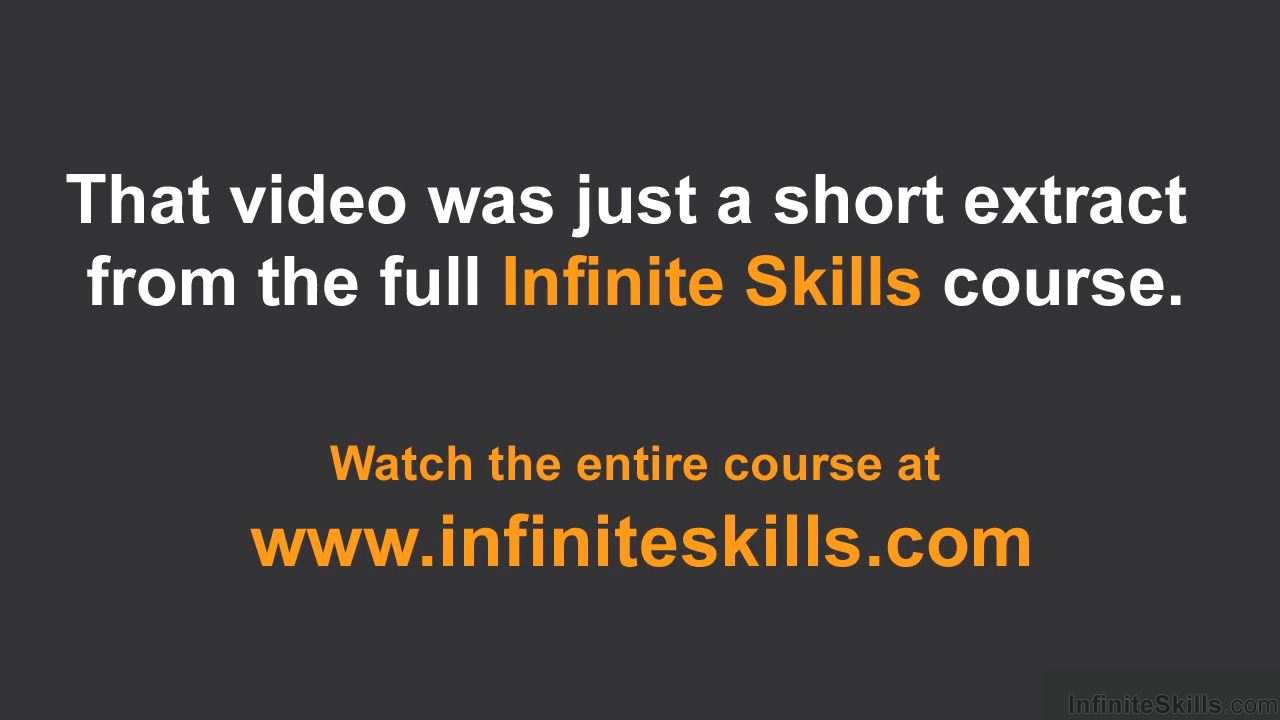 That video was just a short extract
from the full Infinite Skills course.
Watch the entire course at
www.infiniteskills.com
InfiniteSkills.com